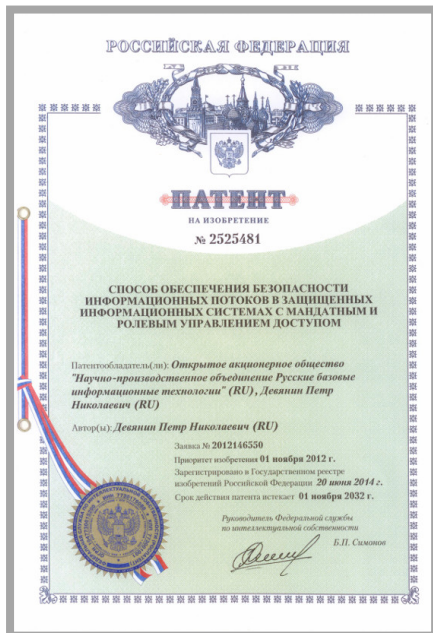 РОССИЙСКАЯ ФЕДЕРАЦИЯ
ПАТЕНТ
НА ИЗОБРЕТЕНИЕ
№ 2525481
СПОСОБ ОБЕСПЕЧЕНИЯ БЕЗОПАСНОСТИ
ИНФОРМАЦИОННЫХ ПОТОКОВ В ЗАЩИЩЕННЫХ
ИНФОРМАЦИОННЫХ СИСТЕМАХ С МАНДАТНЫМ И
РОЛЕВЫМ УПРАВЛЕНИЕМ ДОСТУПОМ
Патентообладатель(ли): Открытое акционерное общество
"Научно-производственное объединение Русские базовые
информационные технологии" (RU), Девянин Петр
Николаевич (RU)
Автор(ы): Девянин Петр Николаевич (RU)
Заявка № 2012146550
Приоритет изобретения 01 ноября 2012 г.
Зарегистрировано в Государственном реестре
изобретений Российской Федерации 20 июня 2014 г.
Срок действия патента истекает 01 ноября 2032 г.
Руководитель Федеральной службы
по интеллектуальной собственности
Б.П. Симонов